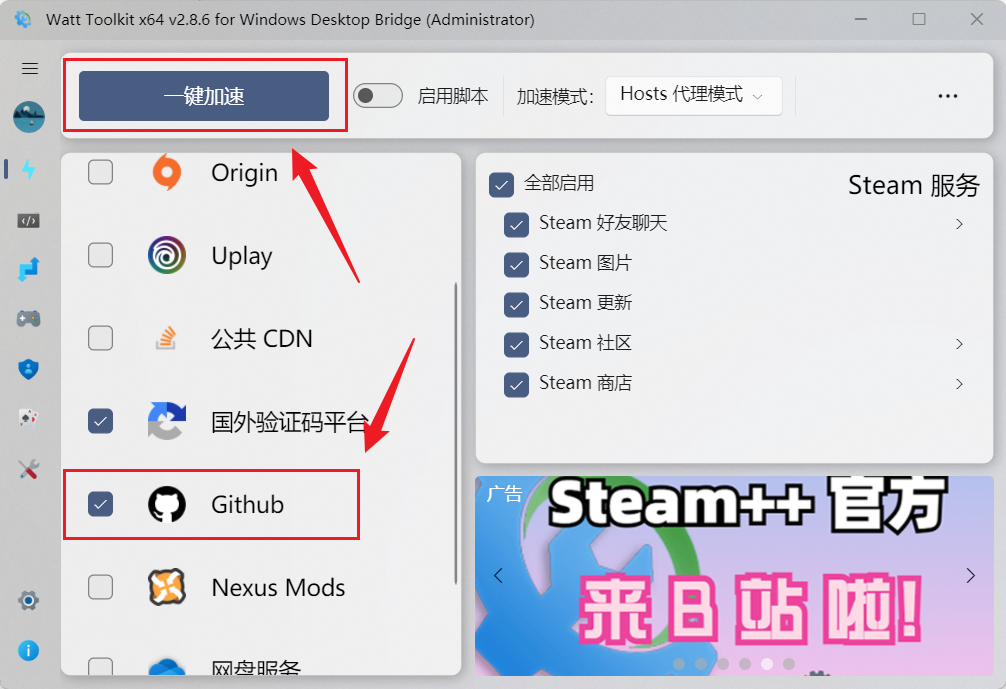 Watt Toolkit x64 v2.8.6 for Windows Desktop Bridge (Administrator)
一键加速
启用脚本
加速模式:
Hosts 代理模式
Origin
Uplay
公共 CDN
国外验证码平台
Github
Nexus Mods
网盘服务
全部启用
Steam 服务
Steam 好友聊天
Steam 图片
Steam 更新
Steam 社区
Steam 商店
广告
Steam++ 官方
来B站啦!